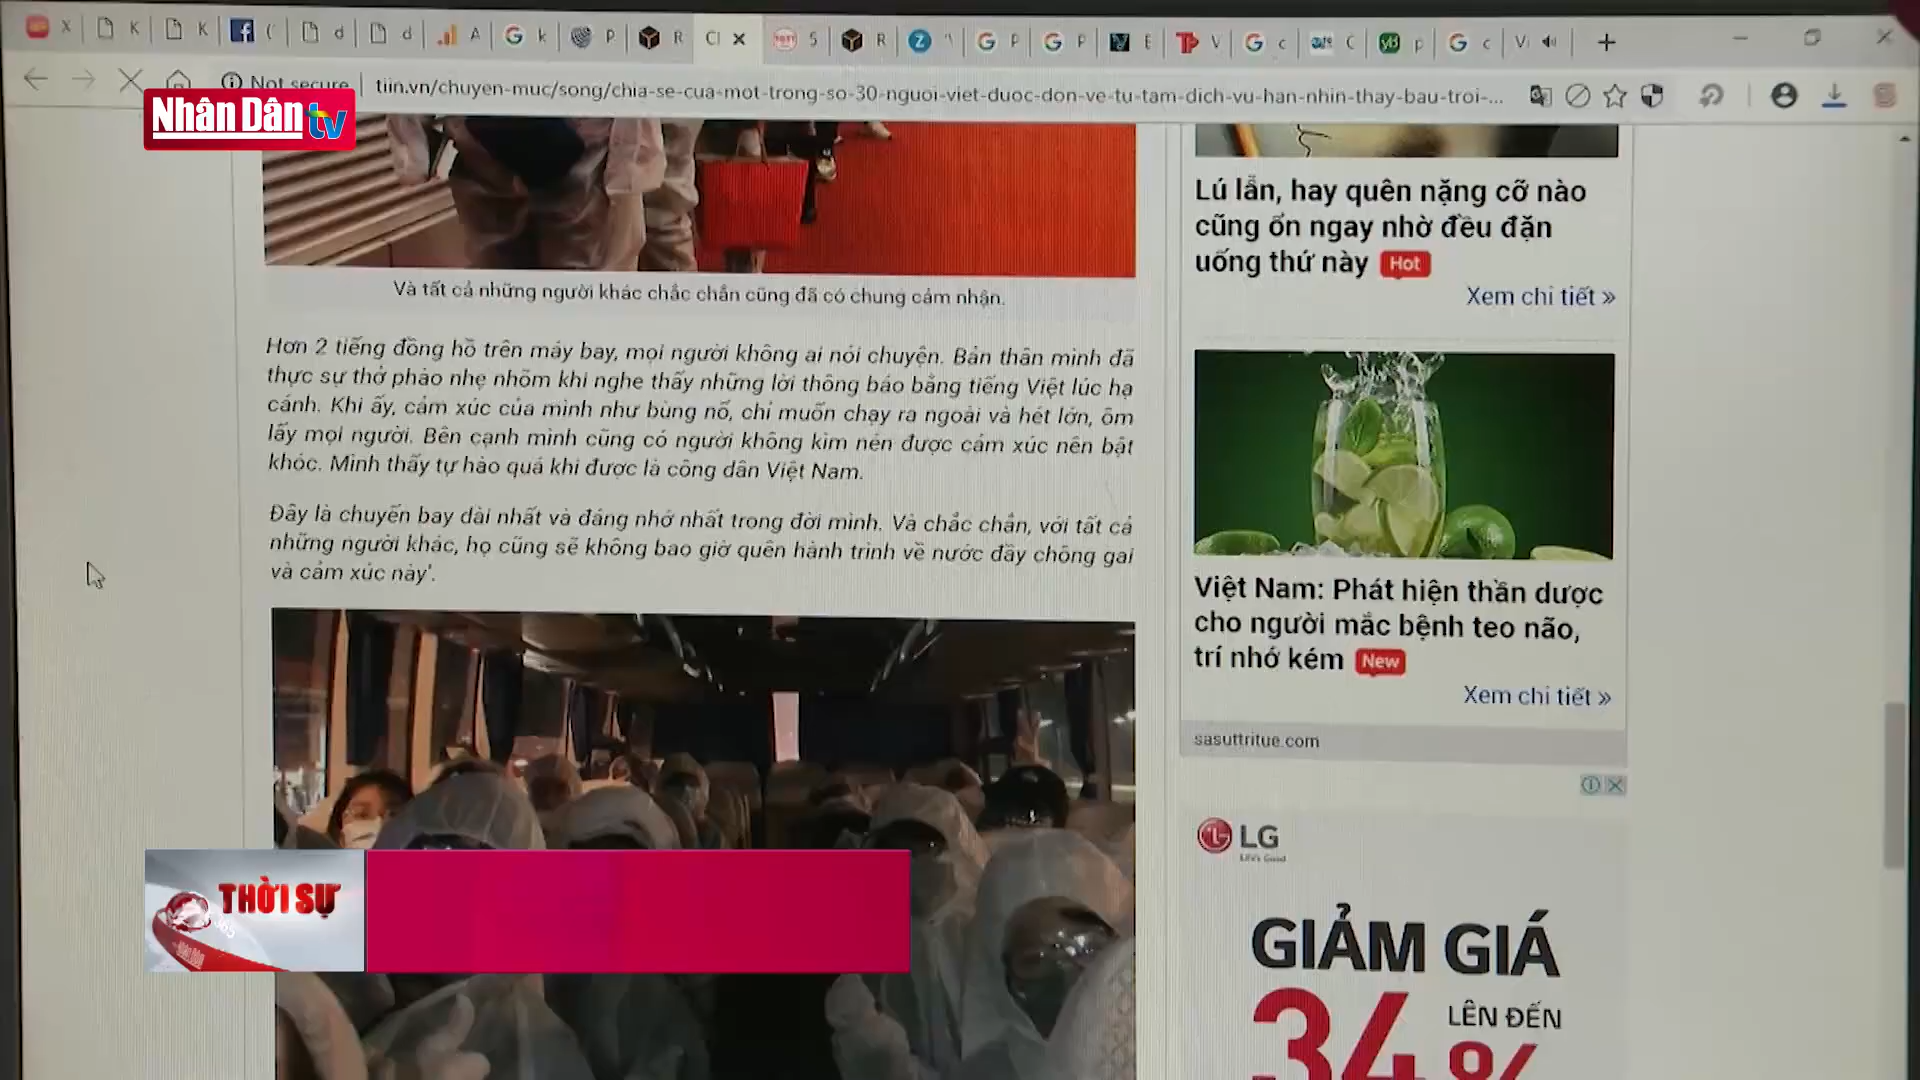 X
K
K
(
d
d
A
k
P
R
Cl
5
R
Z
P
P
E
V
c
C
p
c
Vi
Not secure
tiin.vn/chuyen-muc/song/chia-se-cua-mot-trong-so-30-nguoi-viet-duoc-don-ve-tu-tam-dich-vu-han-nhin-thay-bau-troi-...
Nhân Dân tv
Và tất cả những người khác chắc chắn cũng đã có chung cảm nhận.
Hơn 2 tiếng đồng hồ trên máy bay, mọi người không ai nói chuyện. Bản thân mình đã
thực sự thở phào nhẹ nhõm khi nghe thấy những lời thông báo bằng tiếng Việt lúc hạ
cánh. Khi ấy, cảm xúc của mình như bùng nổ, chỉ muốn chạy ra ngoài và hét lớn, ôm
lấy mọi người. Bên cạnh mình cũng có người không kìm nén được cảm xúc nên bật
khóc. Mình thấy tự hào quá khi được là công dân Việt Nam.
Đây là chuyến bay dài nhất và đáng nhớ nhất trong đời mình. Và chắc chắn, với tất cả
những người khác, họ cũng sẽ không bao giờ quên hành trình về nước đầy chông gai
và cảm xúc này'.
Lú lẫn, hay quên nặng cỡ nào
cũng ổn ngay nhờ đều đặn
uống thứ này Hot
Xem chi tiết »
Việt Nam: Phát hiện thần dược
cho người mắc bệnh teo não,
trí nhớ kém New
Xem chi tiết »
sasuttritue.com
LG
Life's Good
GIẢM GIÁ
34
LÊN ĐẾN
%
THỜI SỰ
365